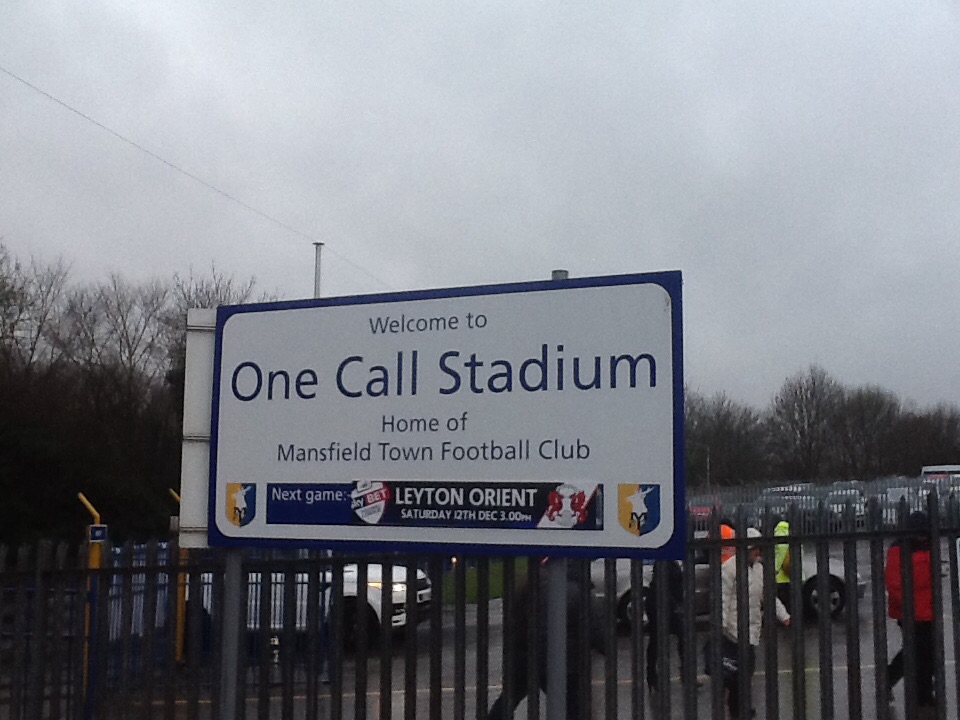 Welcome to
One Call Stadium
Home of
Mansfield Town Football Club
Next game: sky BET LEYTON ORIENT
SATURDAY 12TH DEC 3.00PM